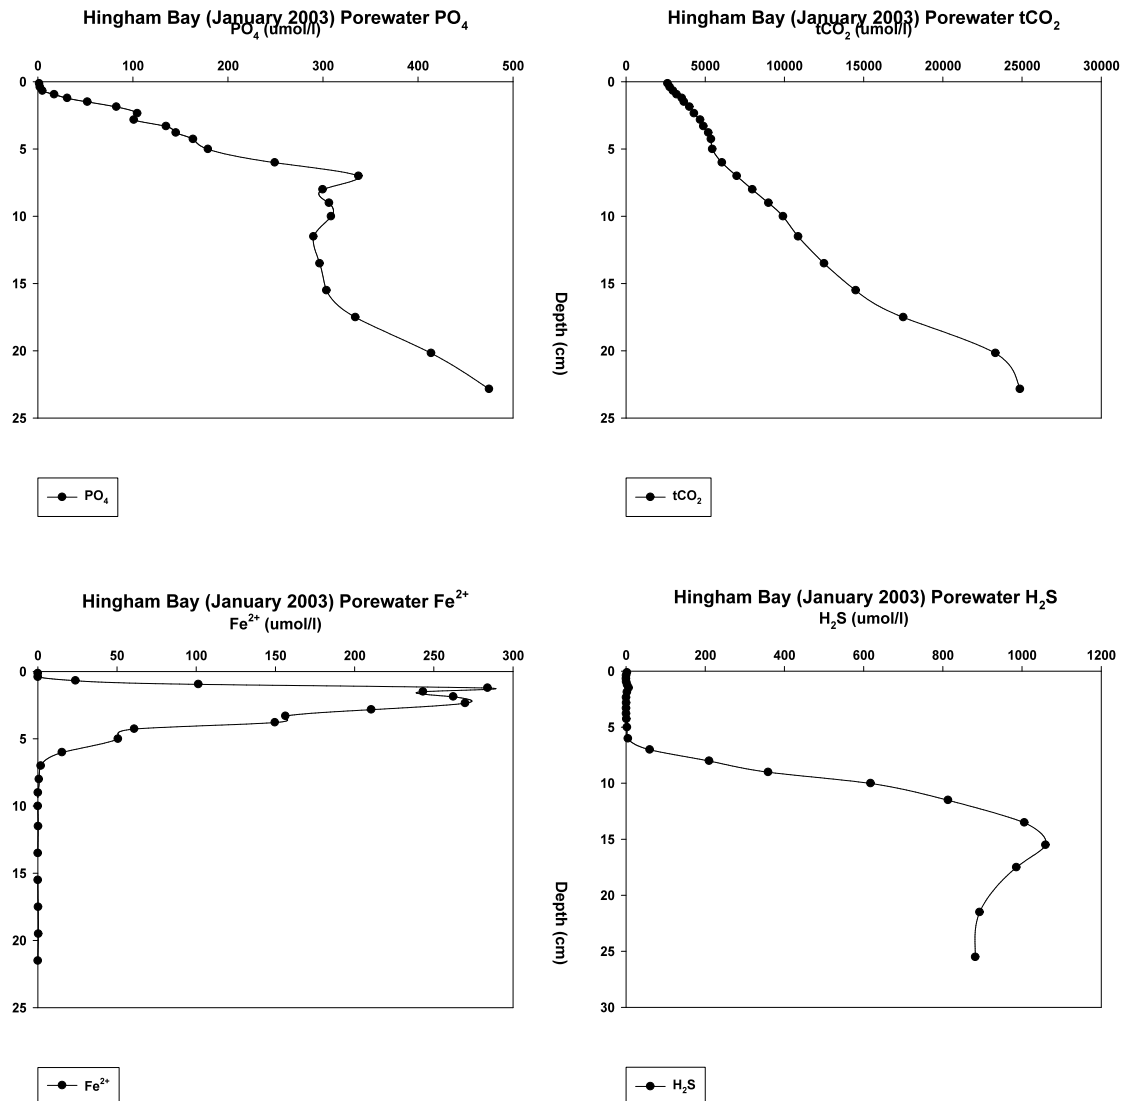 Hingham Bay (January 2003) Porewater PO4
PO4 (umol/l)
0 100 200 300 400 500
0
5
10
15
20
25
PO4
Hingham Bay (January 2003) Porewater tCO2
tCO2 (umol/l)
0 5000 10000 15000 20000 25000 30000
0
5
10
15
20
25
Depth (cm)
tCO2
Hingham Bay (January 2003) Porewater Fe2+
Fe2+ (umol/l)
0 50 100 150 200 250 300
0
5
10
15
20
25
Fe2+
Hingham Bay (January 2003) Porewater H2S
H2S (umol/l)
0 200 400 600 800 1000 1200
0
5
10
15
20
25
30
Depth (cm)
H2S